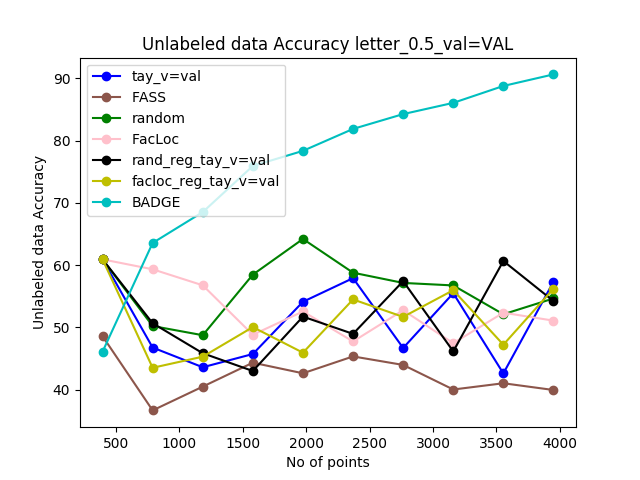 Unlabeled data Accuracy letter_0.5_val=VAL
tay_v=val
FASS
random
FacLoc
rand_reg_tay_v=val
facloc_reg_tay_v=val
BADGE
Unlabeled data Accuracy
90
80
70
60
50
40
500 1000 1500 2000 2500 3000 3500 4000
No of points